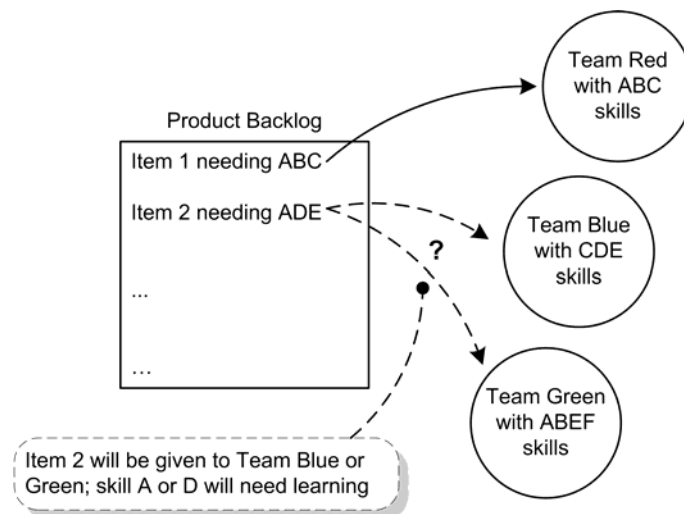 Team Red
with ABC
skills
Product Backlog
Item 1 needing ABC
Item 2 needing ADE
...
...
?
Team Blue
with CDE
skills
Team Green
with ABEF
skills
Item 2 will be given to Team Blue or
Green; skill A or D will need learning